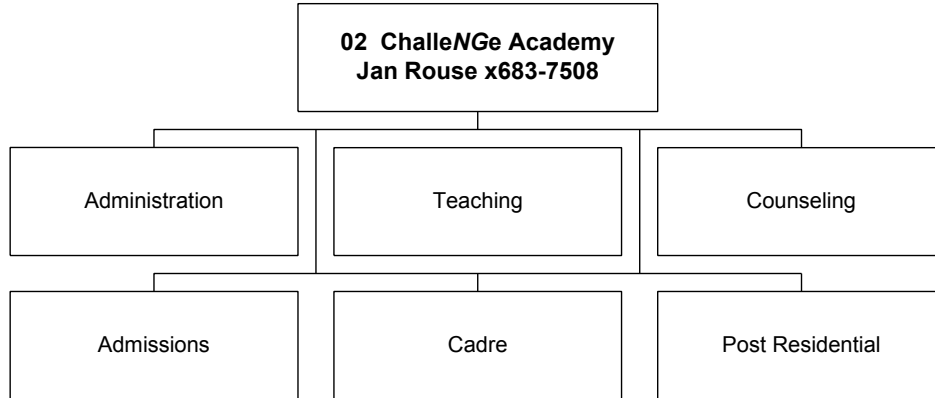 02 ChalleNGe Academy
Jan Rouse x683-7508
Administration
Teaching
Counseling
Admissions
Cadre
Post Residential